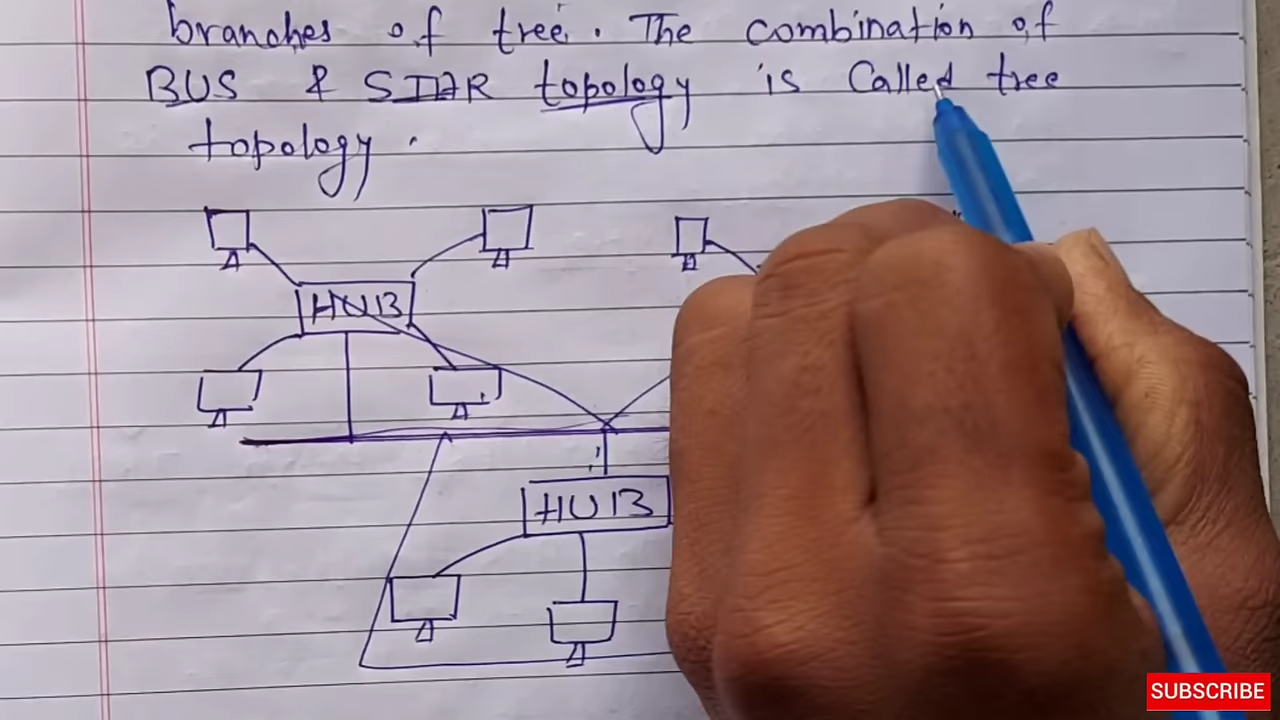 branches of tree. The combination of
BUS & STAR topology is Called tree
topology.
HUB
HUB
SUBSCRIBE